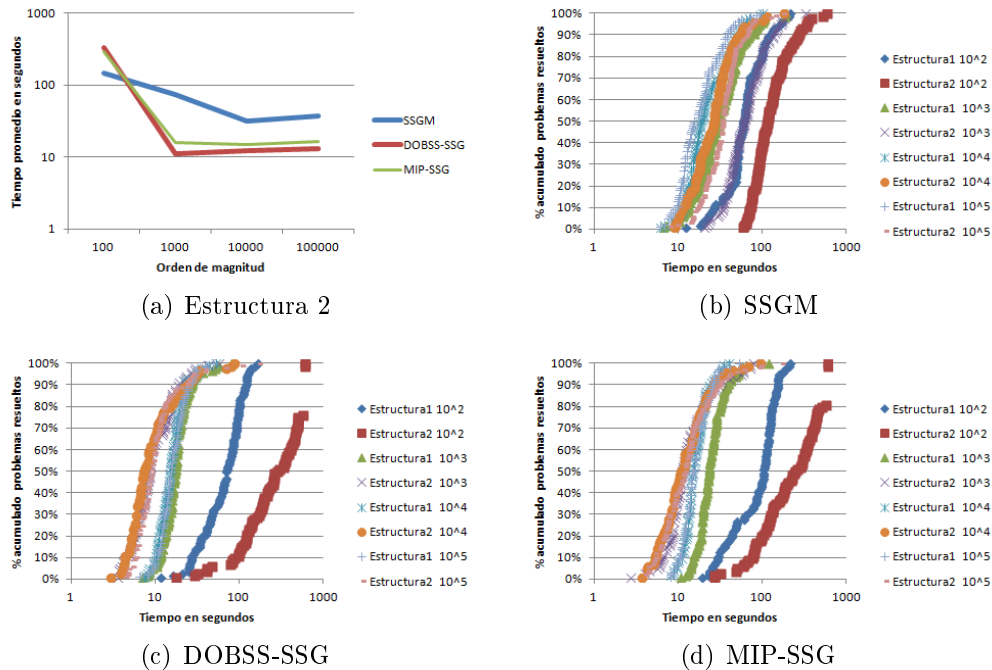 Tiempo promedio en segundos
1000
100
10
1
100 1000 10000 100000
Orden de magnitud
SSGM
DOBSS-SSG
MIP-SSG
(a) Estructura 2
% acumulado problemas resueltos
100%
90%
80%
70%
60%
50%
40%
30%
20%
10%
0%
1 10 100 1000
Tiempo en segundos
Estructura1 10^2
Estructura2 10^2
Estructura1 10^3
Estructura2 10^3
Estructura1 10^4
Estructura2 10^4
Estructura1 10^5
Estructura2 10^5
(b) SSGM
% acumulado problemas resueltos
100%
90%
80%
70%
60%
50%
40%
30%
20%
10%
0%
1 10 100 1000
Tiempo en segundos
Estructura1 10^2
Estructura2 10^2
Estructura1 10^3
Estructura2 10^3
Estructura1 10^4
Estructura2 10^4
Estructura1 10^5
Estructura2 10^5
(c) DOBSS-SSG
% acumulado problemas resueltos
100%
90%
80%
70%
60%
50%
40%
30%
20%
10%
0%
1 10 100 1000
Tiempo en segundos
Estructura1 10^2
Estructura2 10^2
Estructura1 10^3
Estructura2 10^3
Estructura1 10^4
Estructura2 10^4
Estructura1 10^5
Estructura2 10^5
(d) MIP-SSG